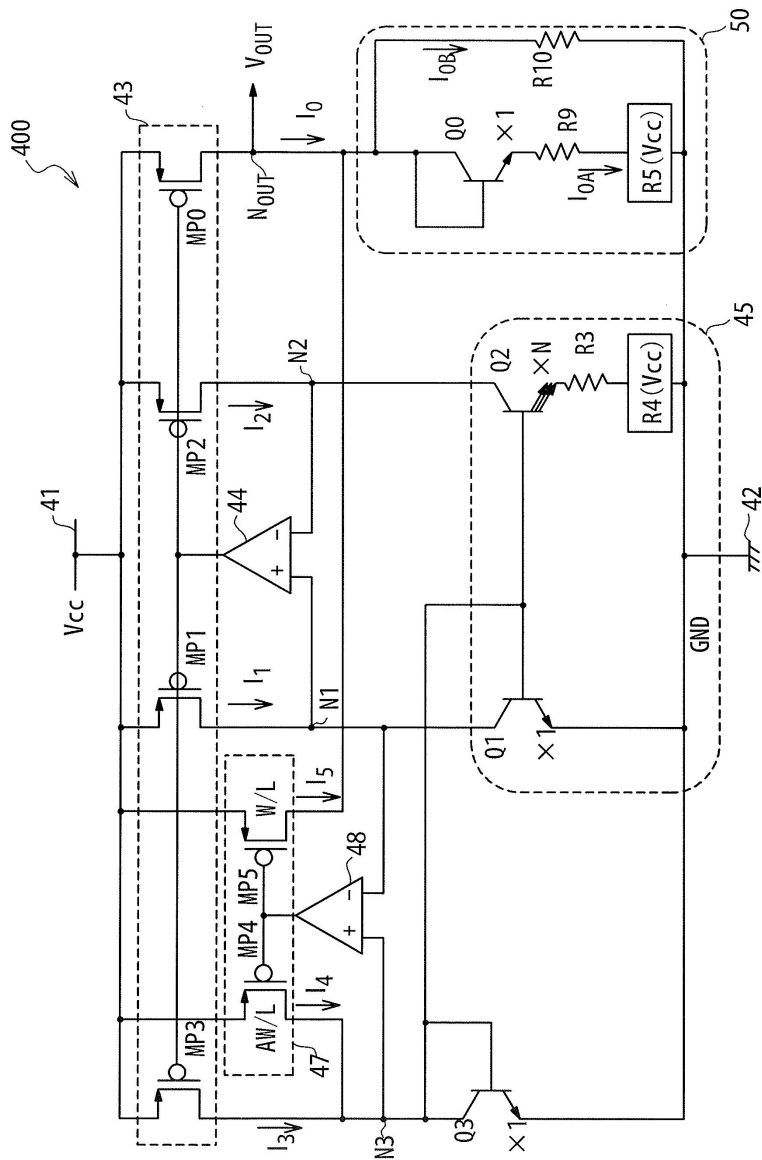 400
Vcc
41
43
MP3
MP1
MP2
MP0
V_OUT
N_OUT
I_0
I_3
AW/L
MP4
MP5
W/L
I_4
I_5
47
48
I_1
I_2
44
+
−
+
−
N3
N1
N2
Q3
×1
Q1
×1
Q2
×N
R3
R4(Vcc)
45
GND
42
Q0
×1
R9
I_0A
R5(Vcc)
I_0B
R10
50